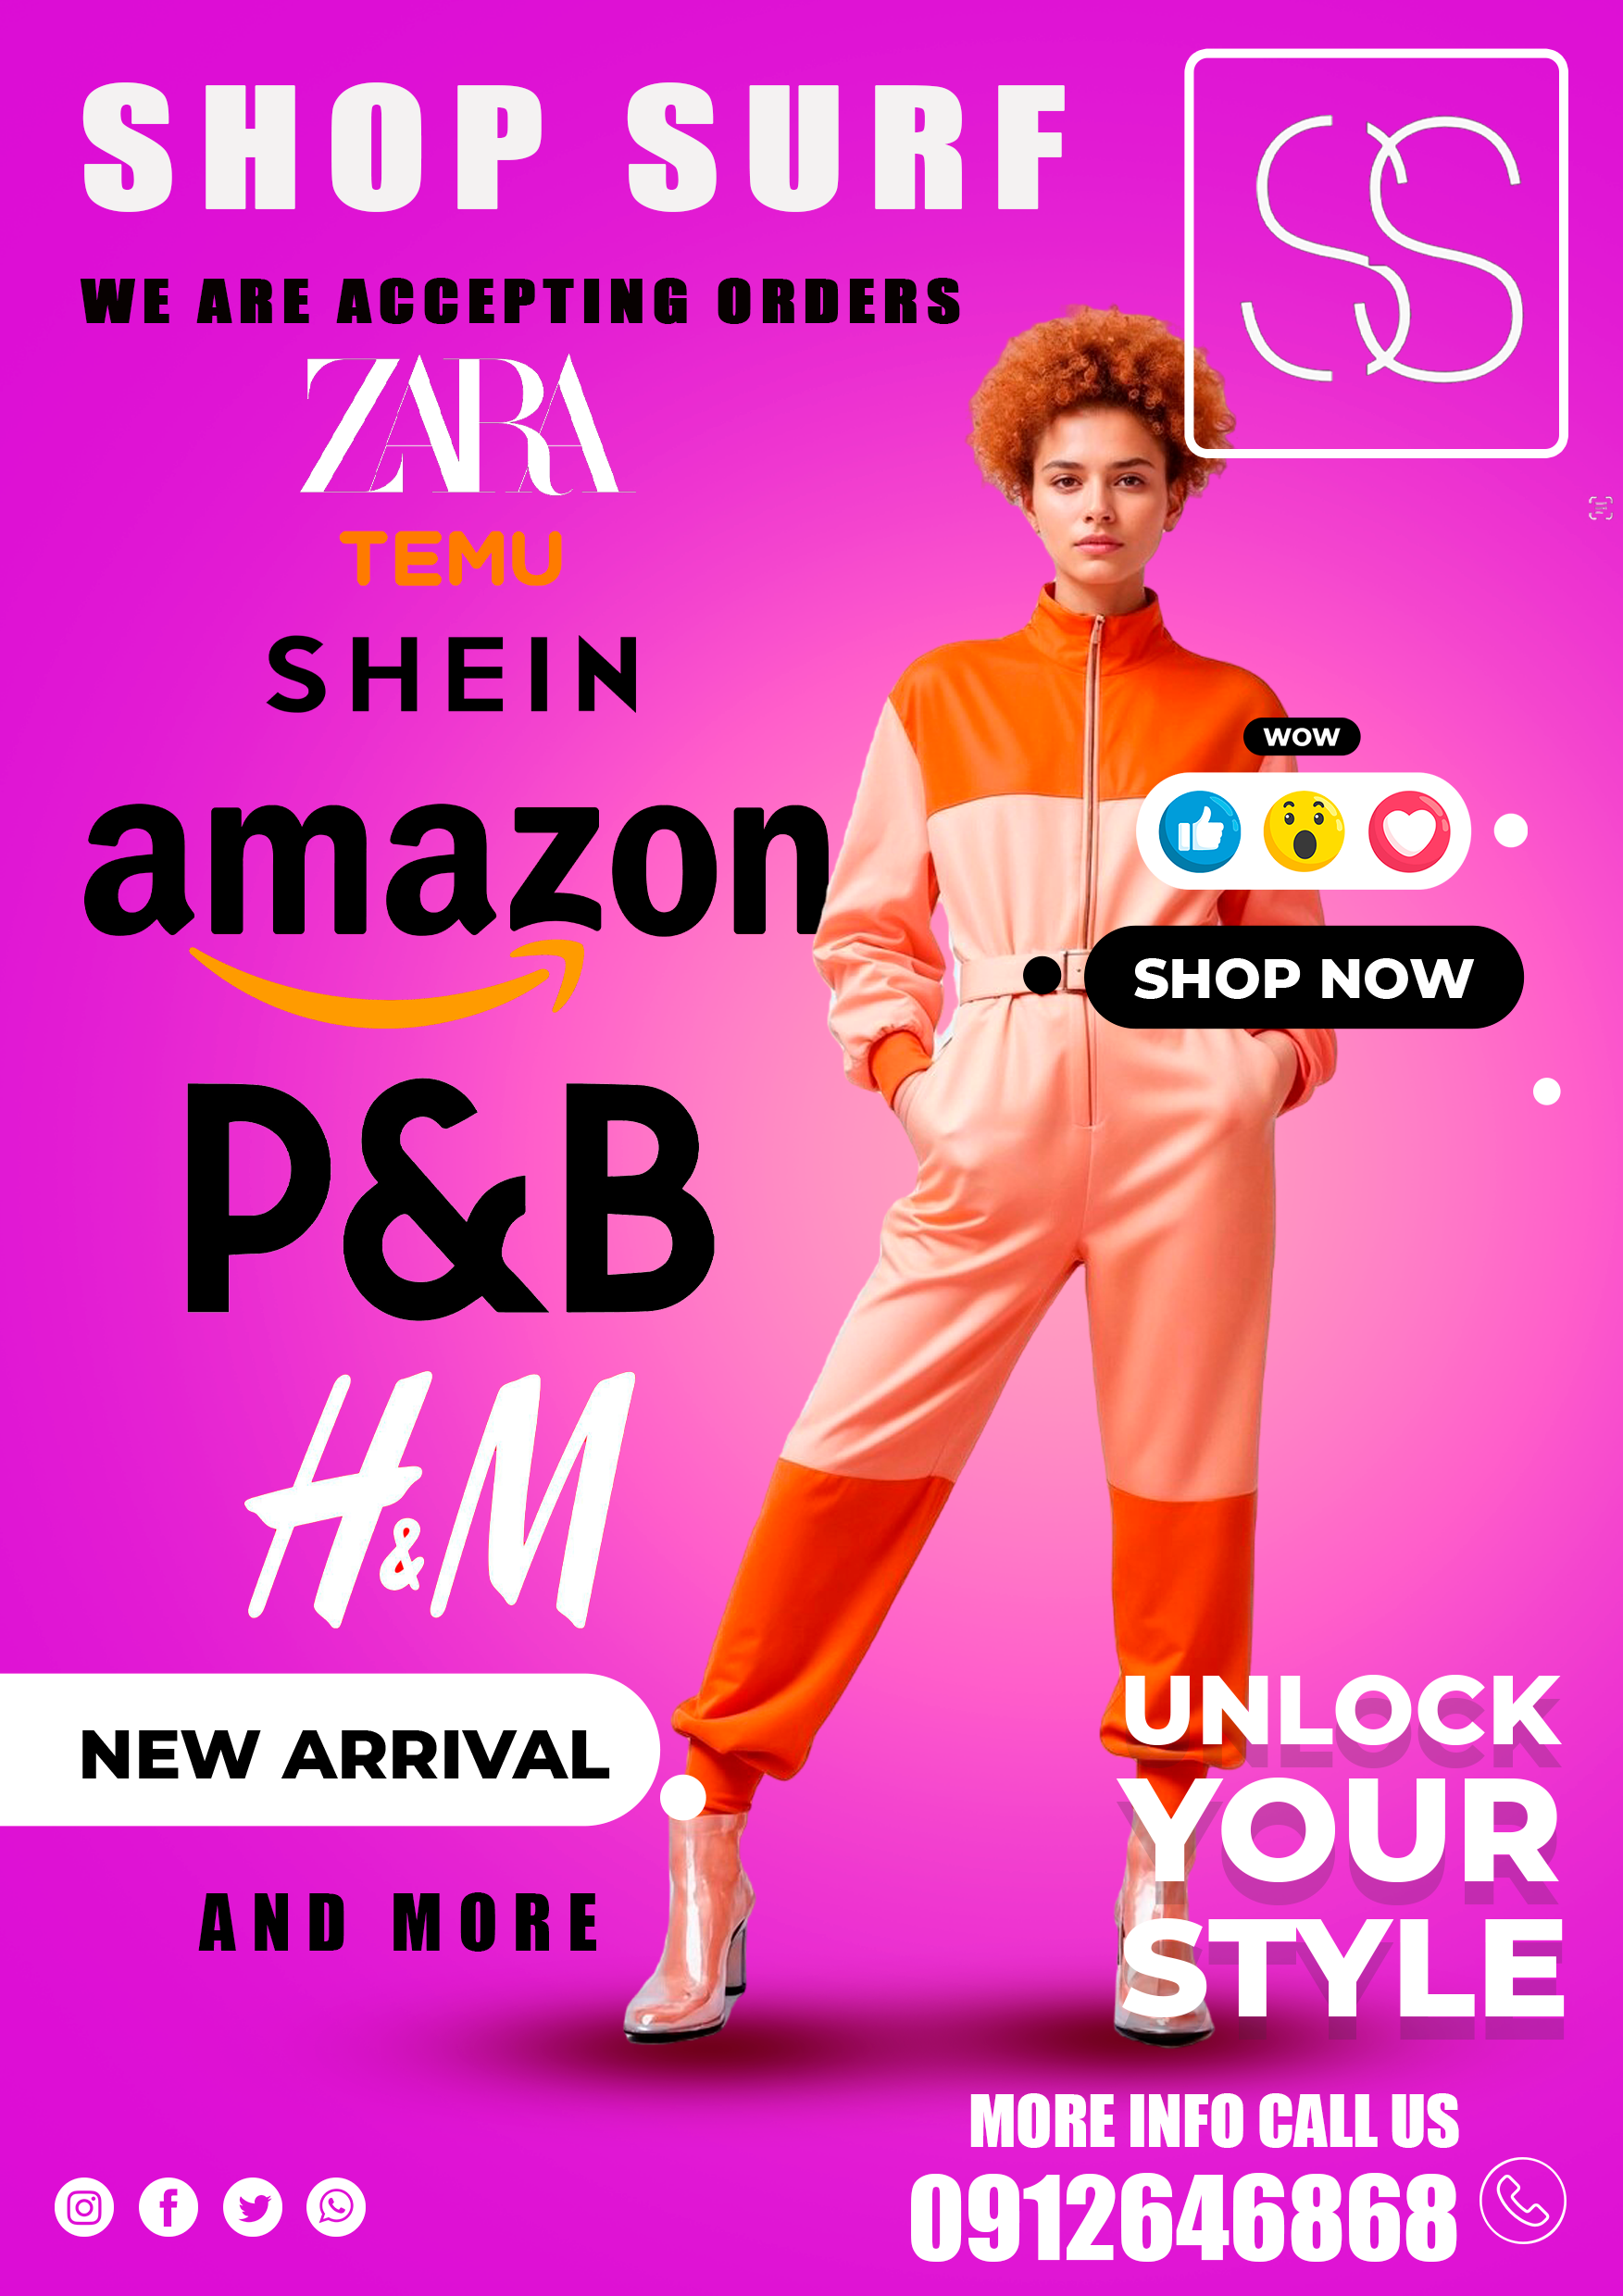 SHOP SURF
SS
WE ARE ACCEPTING ORDERS
ZARA
TEMU
SHEIN
WOW
amazon
SHOP NOW
P&B
H&M
NEW ARRIVAL
UNLOCK
YOUR
STYLE
AND MORE
MORE INFO CALL US
0912646868